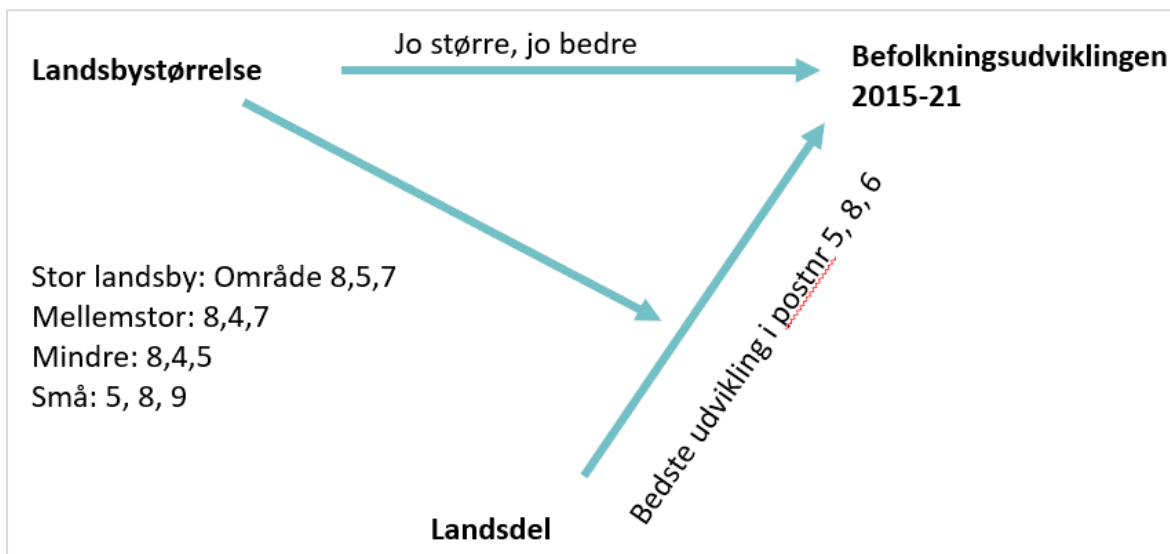 Jo større, jo bedre
Landsbystørrelse
Befolkningsudviklingen
2015-21
Bedste udvikling i postnr 5, 8, 6
Stor landsby: Område 8,5,7
Mellemstor: 8,4,7
Mindre: 8,4,5
Små: 5, 8, 9
Landsdel